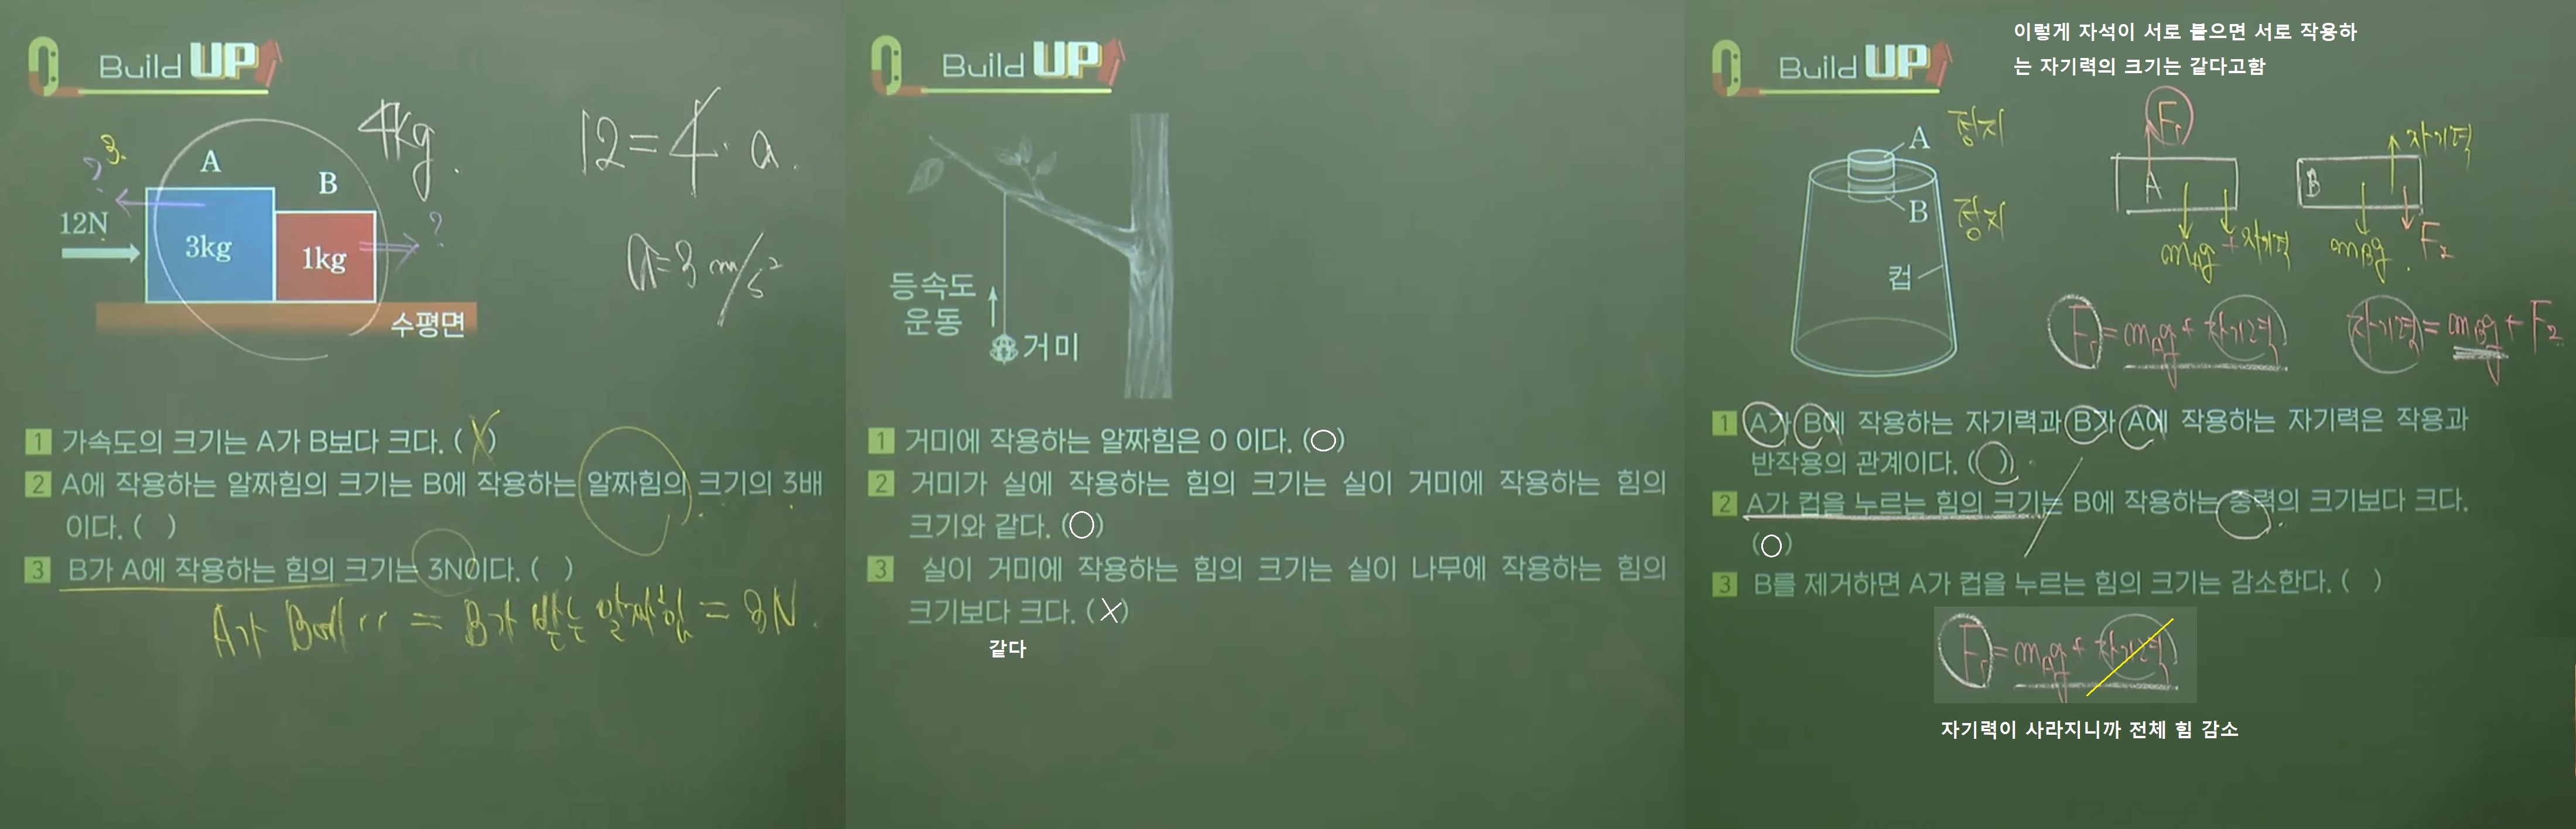 Build UP
4kg.
12 = 4 · a.
a = 3 m/s²
? 3.
A
B
?
12N
3kg
1kg
수평면
1 가속도의 크기는 A가 B보다 크다. (X)
2 A에 작용하는 알짜힘의 크기는 B에 작용하는 알짜힘의 크기의 3배
이다. ( )
3 B가 A에 작용하는 힘의 크기는 3N이다. ( )
A가 B에 〃 = B가 받는 알짜힘 = 3N.
Build UP
등속도
운동
거미
1 거미에 작용하는 알짜힘은 0 이다. (○)
2 거미가 실에 작용하는 힘의 크기는 실이 거미에 작용하는 힘의
크기와 같다. (○)
3 실이 거미에 작용하는 힘의 크기는 실이 나무에 작용하는 힘의
크기보다 크다. (X)
같다
Build UP
이렇게 자석이 서로 붙으면 서로 작용하
는 자기력의 크기는 같다고함
A 정지
B 정지
컵
F₁
A
mAg + 자기력
자기력
B
mBg
F₂
F₁ = mAg + 자기력
자기력 = mBg + F₂
1 A가 B에 작용하는 자기력과 B가 A에 작용하는 자기력은 작용과
반작용의 관계이다. (○)
2 A가 컵을 누르는 힘의 크기는 B에 작용하는 중력의 크기보다 크다.
(○)
3 B를 제거하면 A가 컵을 누르는 힘의 크기는 감소한다. ( )
F₁ = mAg + 자기력
자기력이 사라지니까 전체 힘 감소